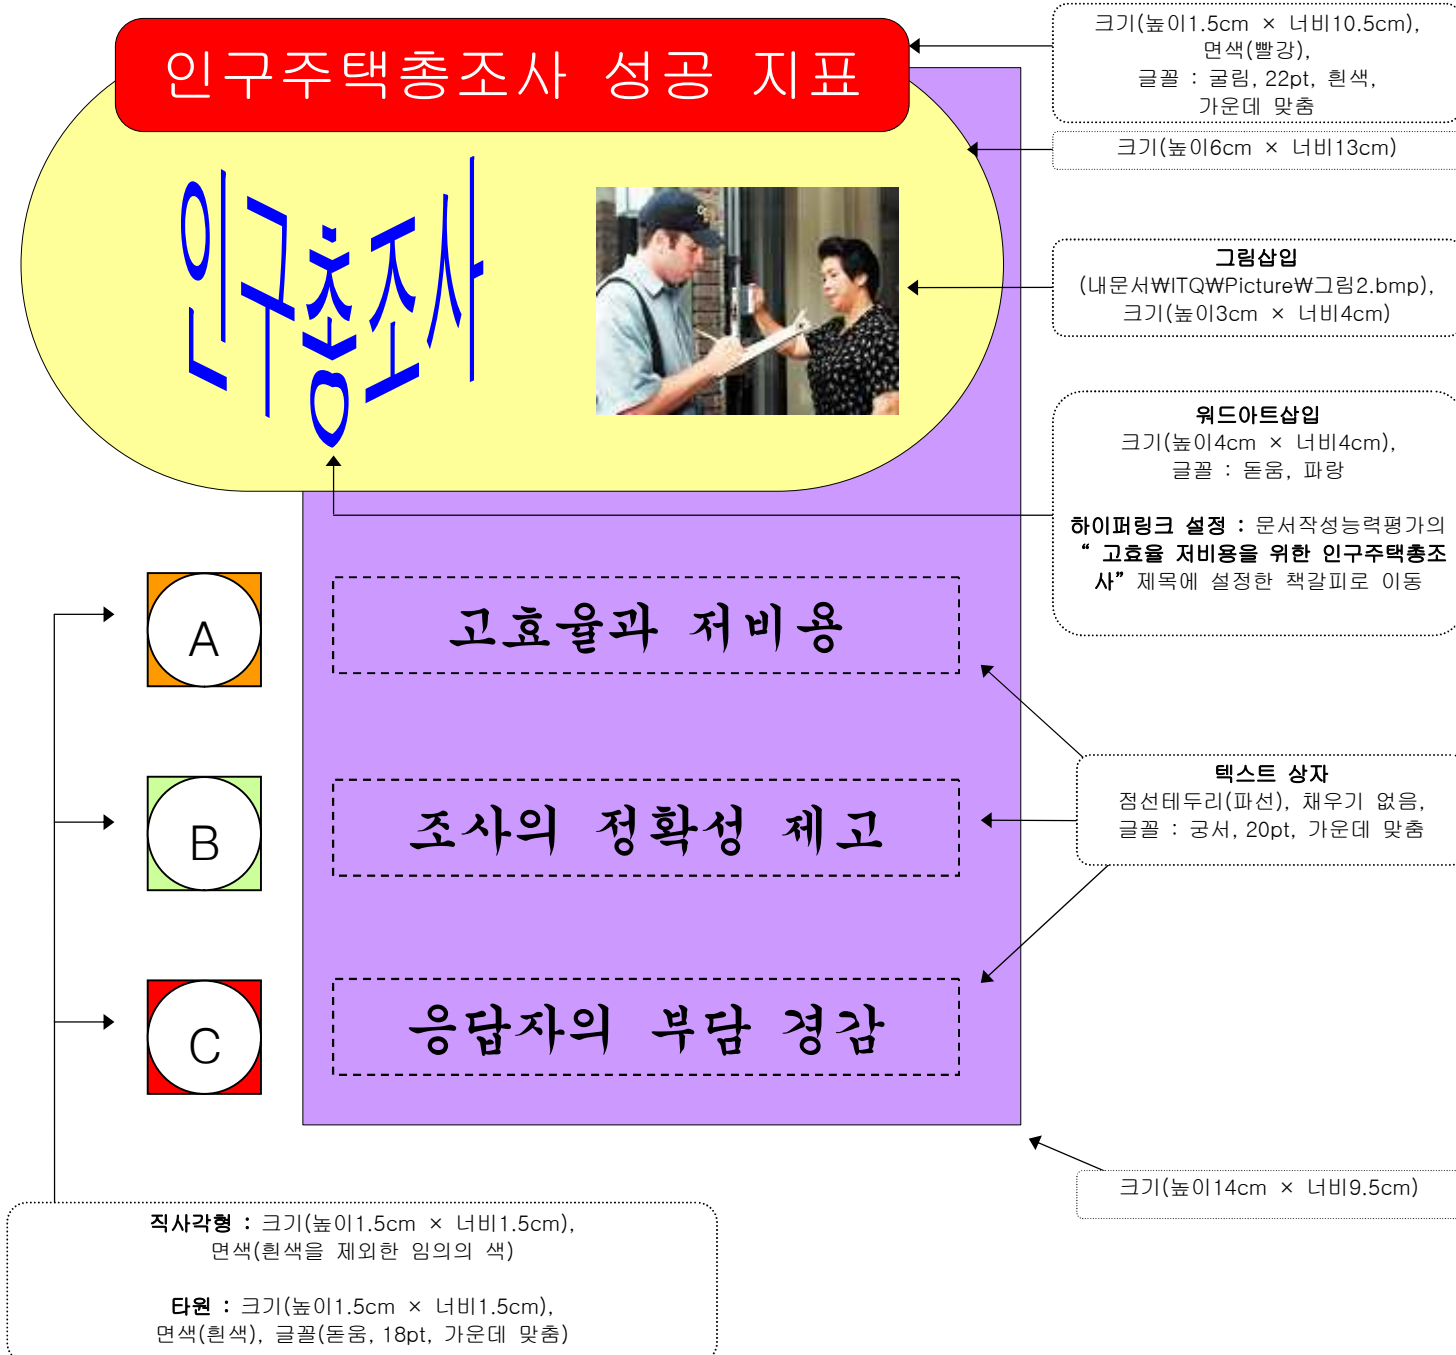 인구주택총조사 성공 지표
크기(높이1.5cm × 너비10.5cm),
면색(빨강),
글꼴 : 굴림, 22pt, 흰색,
가운데 맞춤
크기(높이6cm × 너비13cm)
인구총조사
그림삽입
(내문서₩ITQ₩Picture₩그림2.bmp),
크기(높이3cm × 너비4cm)
워드아트삽입
크기(높이4cm × 너비4cm),
글꼴 : 돋움, 파랑
하이퍼링크 설정 : 문서작성능력평가의
“ 고효율 저비용을 위한 인구주택총조
사” 제목에 설정한 책갈피로 이동
A
고효율과 저비용
B
조사의 정확성 제고
텍스트 상자
점선테두리(파선), 채우기 없음,
글꼴 : 궁서, 20pt, 가운데 맞춤
C
응답자의 부담 경감
크기(높이14cm × 너비9.5cm)
직사각형 : 크기(높이1.5cm × 너비1.5cm),
면색(흰색을 제외한 임의의 색)
타원 : 크기(높이1.5cm × 너비1.5cm),
면색(흰색), 글꼴(돋움, 18pt, 가운데 맞춤)